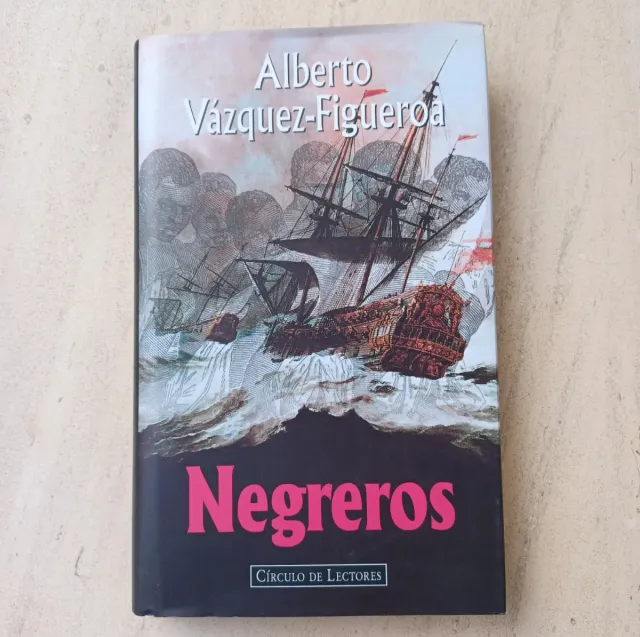 Alberto
Vázquez-Figueroa
Negreros
CÍRCULO DE LECTORES